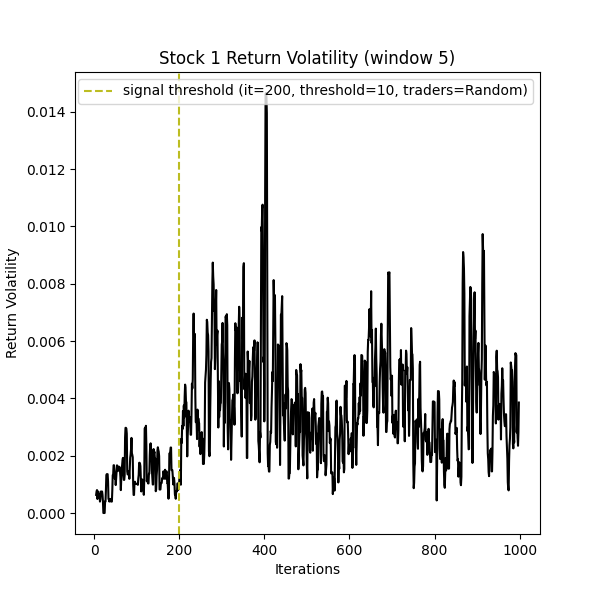 Stock 1 Return Volatility (window 5)
signal threshold (it=200, threshold=10, traders=Random)
0.014
0.012
0.010
0.008
0.006
0.004
0.002
0.000
Return Volatility
0 200 400 600 800 1000
Iterations